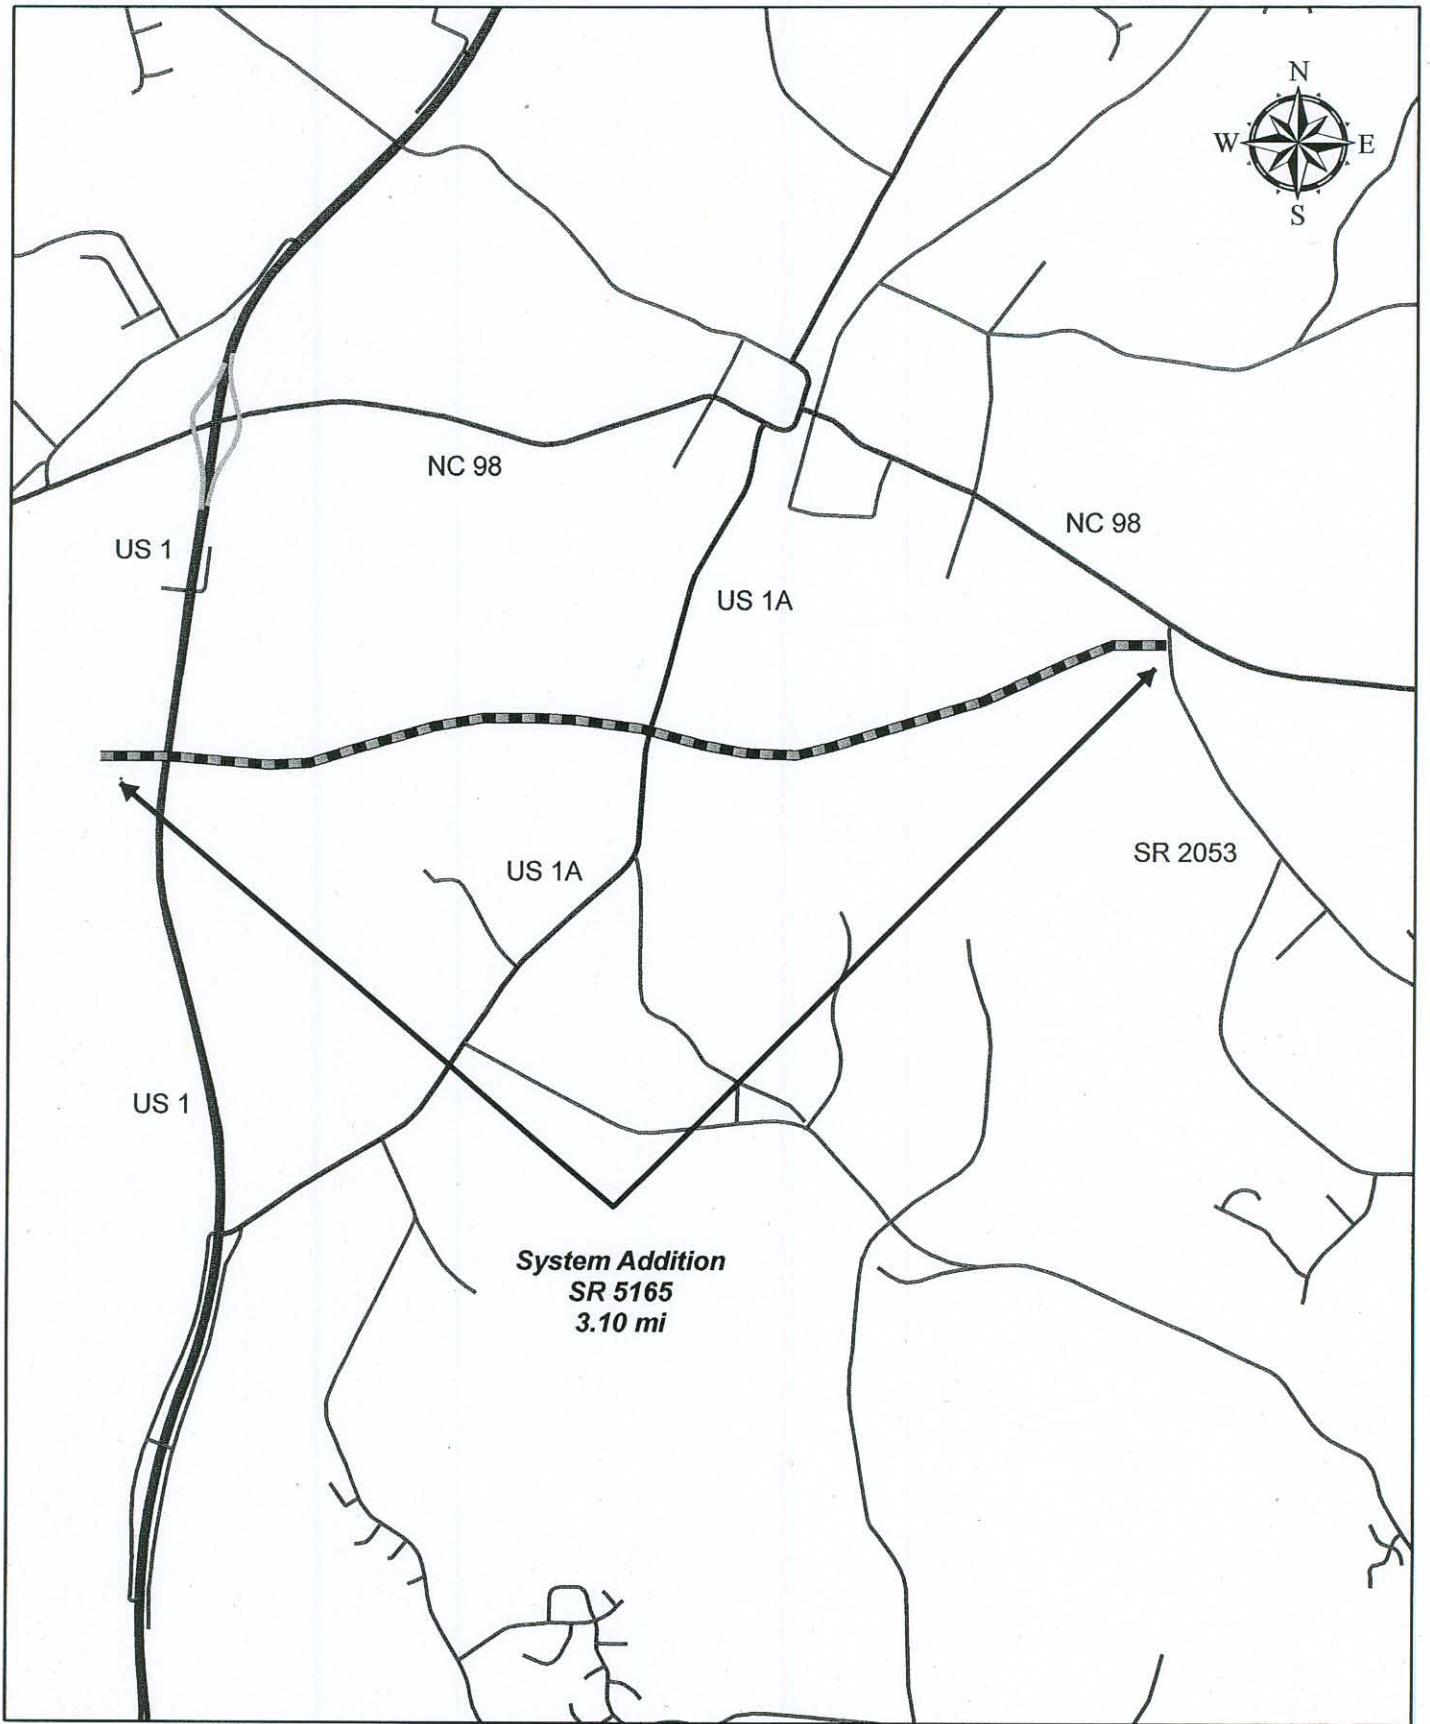 N
W E
S
NC 98
NC 98
US 1
US 1A
SR 2053
US 1A
US 1
System Addition
SR 5165
3.10 mi